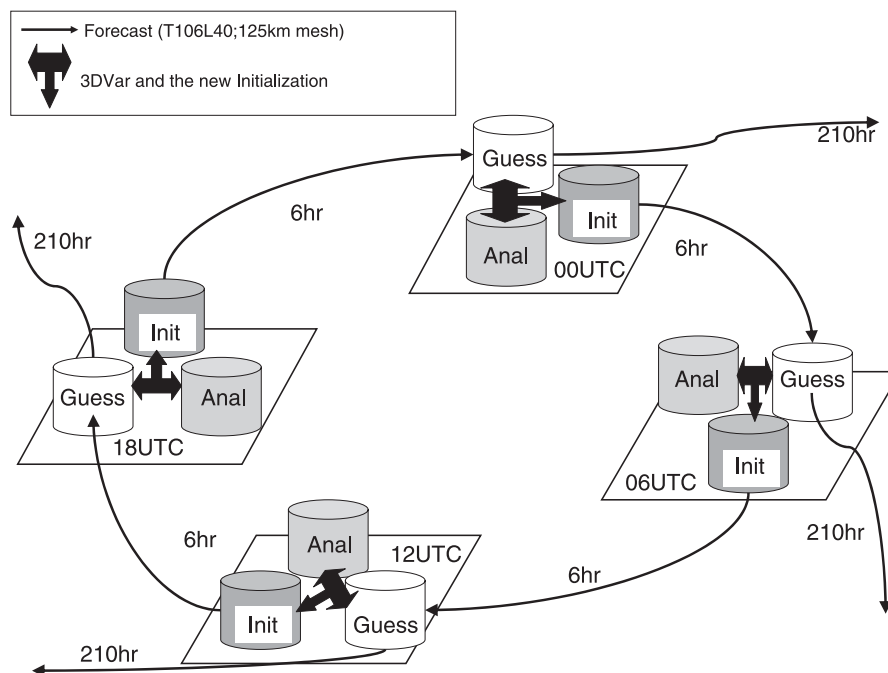 Forecast (T106L40;125km mesh)
3DVar and the new Initialization
Guess
210hr
6hr
Init
Anal
00UTC
6hr
210hr
Init
Guess
Anal
18UTC
Anal
Guess
Init
06UTC
210hr
6hr
Anal
12UTC
6hr
Init
Guess
210hr